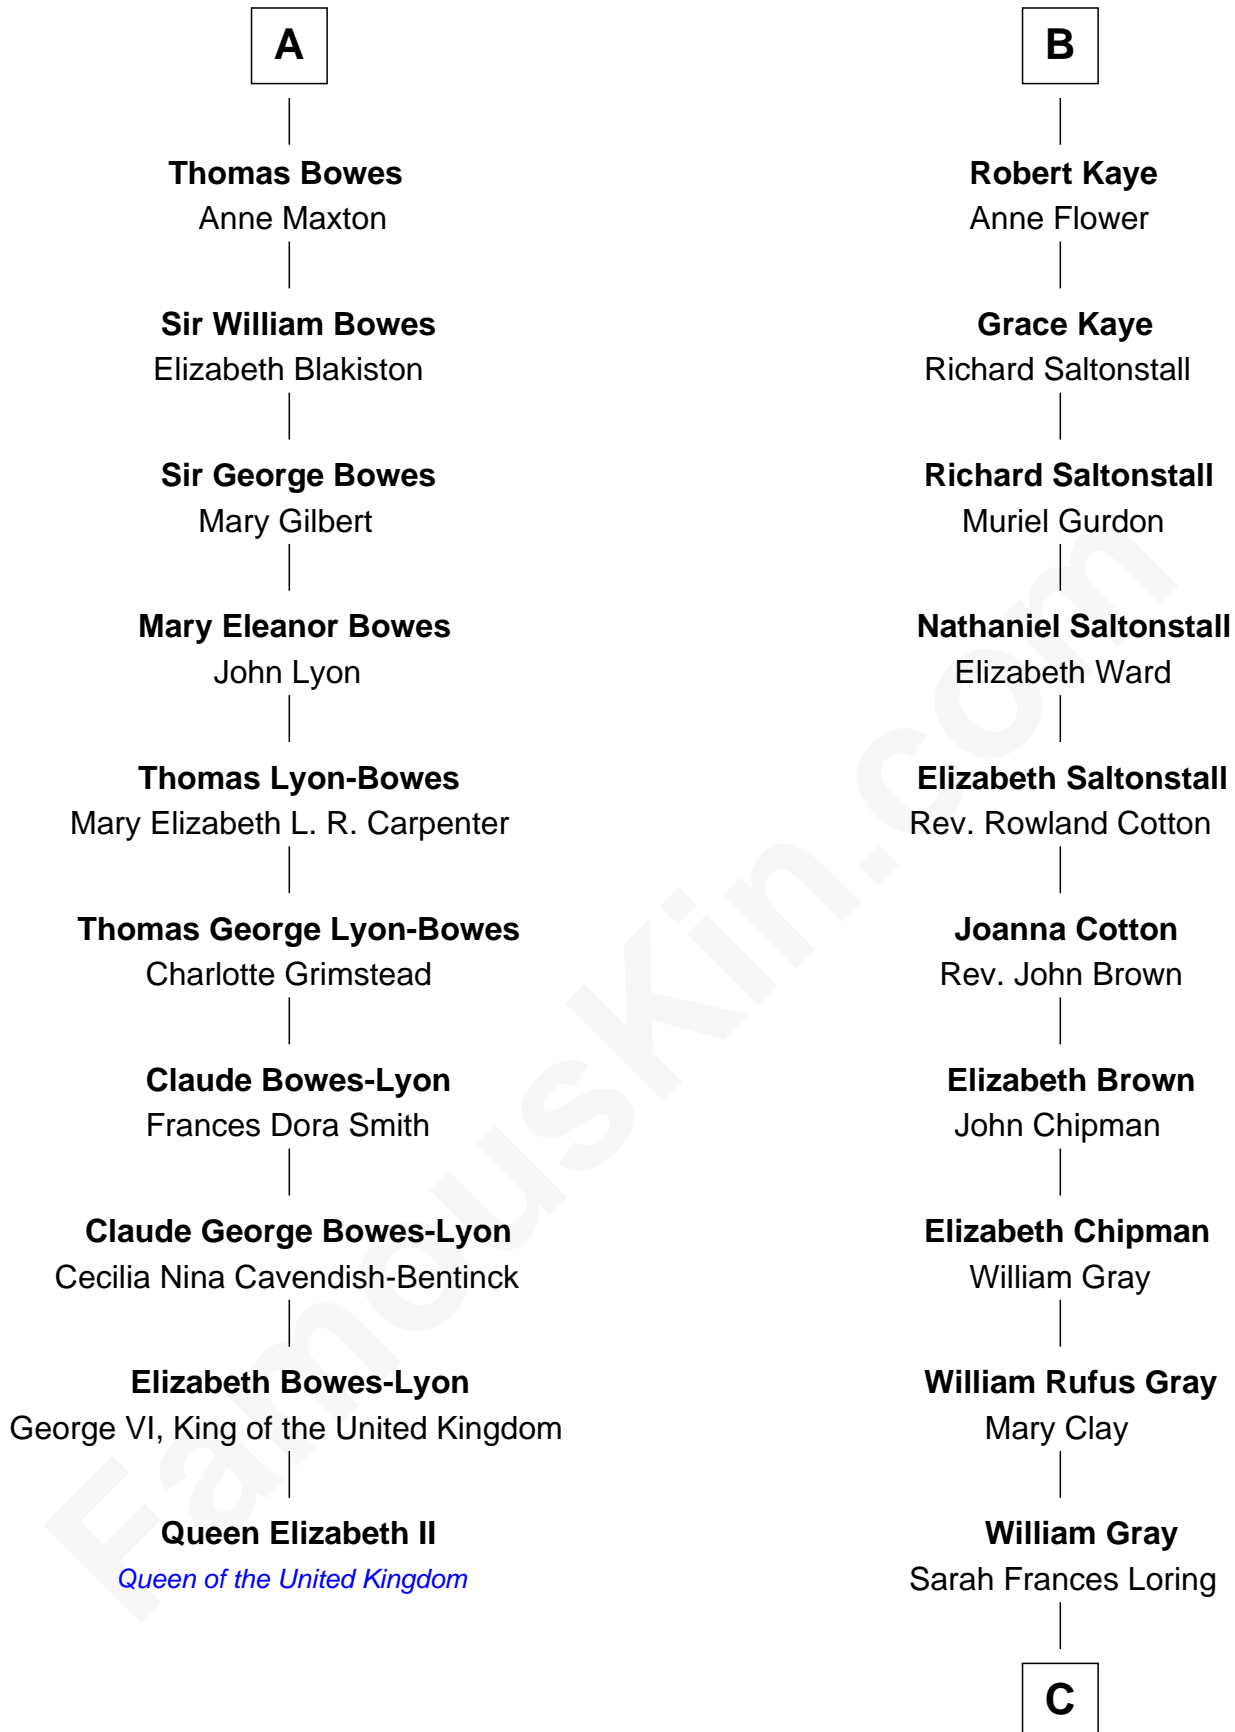 A
Thomas Bowes
Anne Maxton
Sir William Bowes
Elizabeth Blakiston
Sir George Bowes
Mary Gilbert
Mary Eleanor Bowes
John Lyon
Thomas Lyon-Bowes
Mary Elizabeth L. R. Carpenter
Thomas George Lyon-Bowes
Charlotte Grimstead
Claude Bowes-Lyon
Frances Dora Smith
Claude George Bowes-Lyon
Cecilia Nina Cavendish-Bentinck
Elizabeth Bowes-Lyon
George VI, King of the United Kingdom
Queen Elizabeth II
Queen of the United Kingdom
B
Robert Kaye
Anne Flower
Grace Kaye
Richard Saltonstall
Richard Saltonstall
Muriel Gurdon
Nathaniel Saltonstall
Elizabeth Ward
Elizabeth Saltonstall
Rev. Rowland Cotton
Joanna Cotton
Rev. John Brown
Elizabeth Brown
John Chipman
Elizabeth Chipman
William Gray
William Rufus Gray
Mary Clay
William Gray
Sarah Frances Loring
C
FamousKin.com